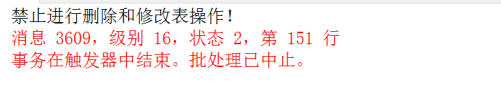 禁止进行删除和修改表操作!
消息 3609，级别 16，状态 2，第 151 行
事务在触发器中结束。批处理已中止。